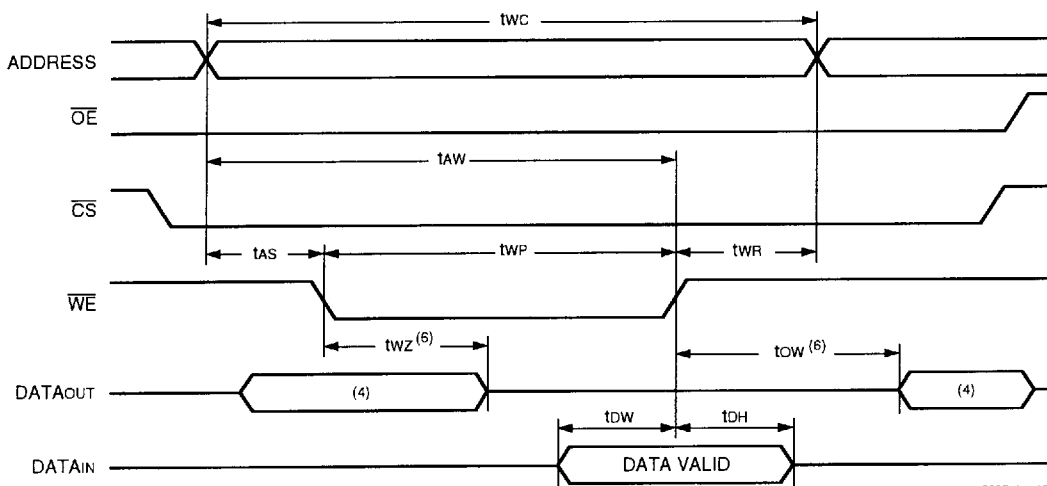 tWC
ADDRESS
OE
tAW
CS
tAS
tWP
tWR
WE
tWZ (6)
tOW (6)
DATAOUT
(4)
(4)
tDW
tDH
DATAIN
DATA VALID